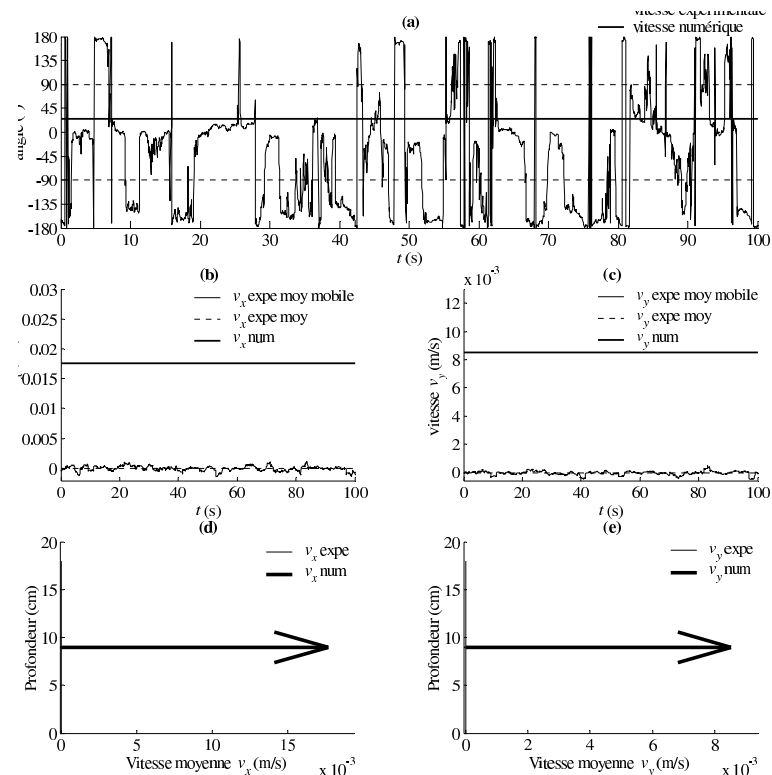 (a)
vitesse expérimentale
vitesse numérique
angle (°)
180
135
90
45
0
-45
-90
-135
-180
0 10 20 30 40 50 60 70 80 90 100
t (s)
(b)
0.03
0.025
0.02
0.015
0.01
0.005
0
v_x expe moy mobile
v_x expe moy
v_x num
0 20 40 60 80 100
t (s)
(c)
x 10^-3
12
10
8
6
4
2
0
vitesse v_y (m/s)
v_y expe moy mobile
v_y expe moy
v_y num
0 20 40 60 80 100
t (s)
(d)
20
15
10
5
0
Profondeur (cm)
v_x expe
v_x num
0 5 10 15
Vitesse moyenne v_x (m/s)
x 10^-3
(e)
20
15
10
5
0
Profondeur (cm)
v_y expe
v_y num
0 2 4 6 8
Vitesse moyenne v_y (m/s)
x 10^-3